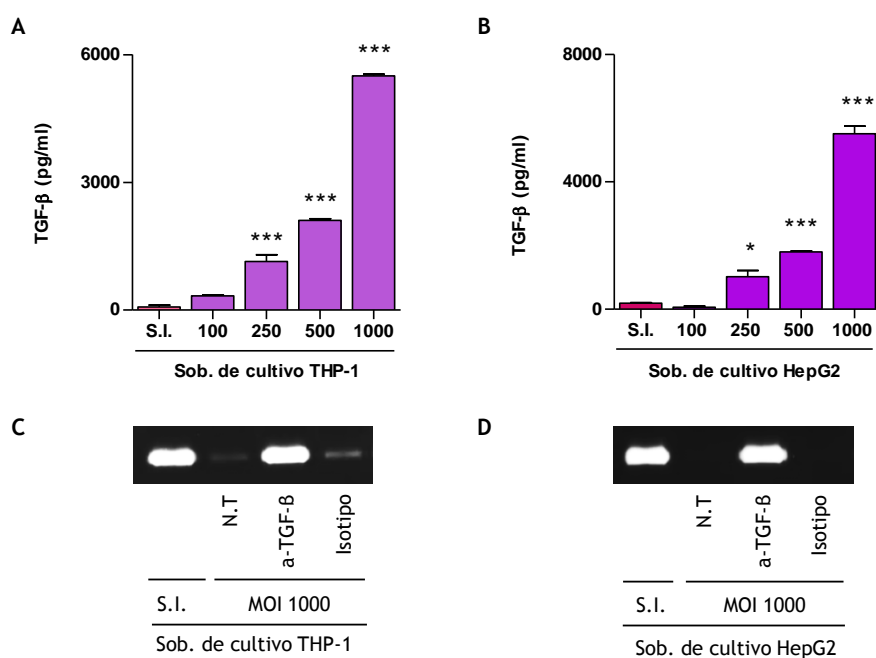 A
TGF-β (pg/ml)
6000
3000
0
***
***
***
S.I. 100 250 500 1000
Sob. de cultivo THP-1
B
TGF-β (pg/ml)
8000
4000
0
*
***
***
S.I. 100 250 500 1000
Sob. de cultivo HepG2
C
N.T
a-TGF-ß
Isotipo
S.I. MOI 1000
Sob. de cultivo THP-1
D
N.T
a-TGF-ß
Isotipo
S.I. MOI 1000
Sob. de cultivo HepG2